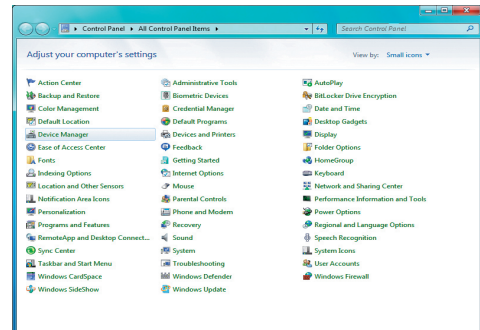 Control Panel ▸ All Control Panel Items ▸
Search Control Panel
Adjust your computer's settings
View by: Small icons
Action Center
Administrative Tools
AutoPlay
Backup and Restore
Biometric Devices
BitLocker Drive Encryption
Color Management
Credential Manager
Date and Time
Default Location
Default Programs
Desktop Gadgets
Device Manager
Devices and Printers
Display
Ease of Access Center
Feedback
Folder Options
Fonts
Getting Started
HomeGroup
Indexing Options
Internet Options
Keyboard
Location and Other Sensors
Mouse
Network and Sharing Center
Notification Area Icons
Parental Controls
Performance Information and Tools
Personalization
Phone and Modem
Power Options
Programs and Features
Recovery
Regional and Language Options
RemoteApp and Desktop Connect...
Sound
Speech Recognition
Sync Center
System
System Icons
Taskbar and Start Menu
Troubleshooting
User Accounts
Windows CardSpace
Windows Defender
Windows Firewall
Windows SideShow
Windows Update